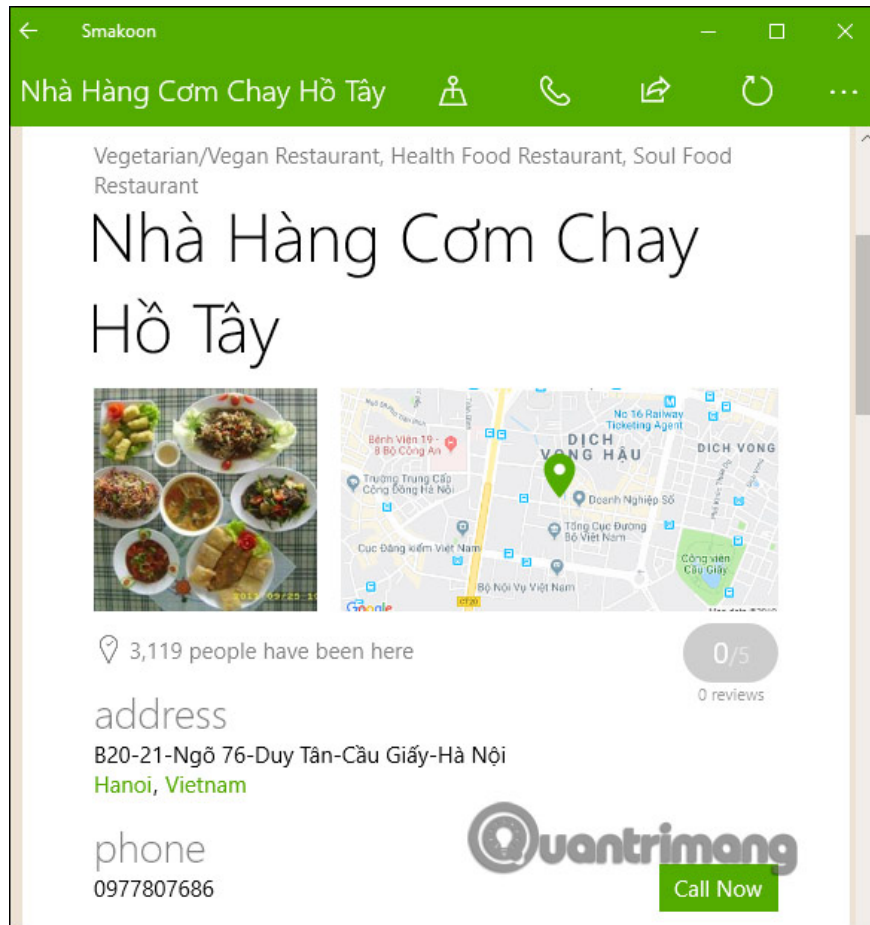 Smakoon
Nhà Hàng Cơm Chay Hồ Tây
Vegetarian/Vegan Restaurant, Health Food Restaurant, Soul Food
Restaurant
Nhà Hàng Cơm Chay
Hồ Tây
No 16 Railway
Ticketing Agent
Bệnh Viện 19 -
8 Bộ Công An
DỊCH
VỌNG HẬU
DICH VONG
Trường Trung Cấp
Cộng Đồng Hà Nội
Doanh Nghiệp Số
Tổng Cục Đường
Bộ Việt Nam
Cục Đăng kiểm Việt Nam
Công viên
Cầu Giấy
Bộ Nội Vụ Việt Nam
Google
CT20
3,119 people have been here
0/5
0 reviews
address
B20-21-Ngõ 76-Duy Tân-Cầu Giấy-Hà Nội
Hanoi, Vietnam
Quantrimang
phone
0977807686
Call Now